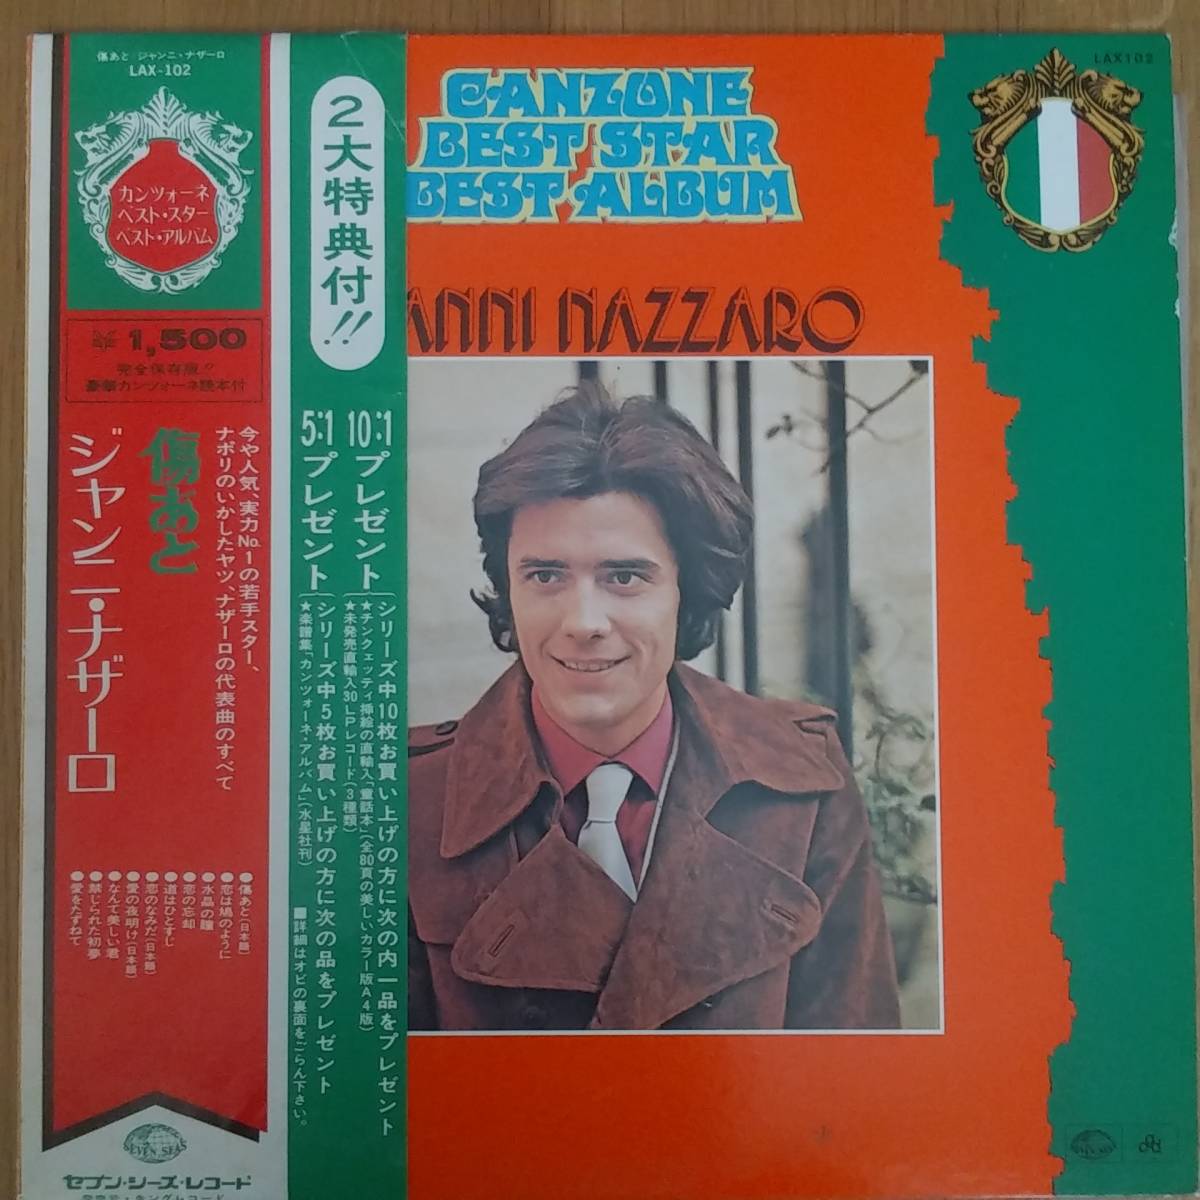 傷あと ジャンニ・ナザーロ
LAX-102
カンツォーネ
ベスト・スター
ベスト・アルバム
¥1,500
完全保存版!!
豪華カンツォーネ読本付
今や人気、実力No.1の若手スター、
ナポリのいかしたヤツ、ナザーロの代表曲のすべて
傷あと
ジャンニ・ナザーロ
●傷あと(日本語)
●恋は鳩のように
●水晶の瞳
●恋の忘却
●道はひとすじ
●恋のなみだ(日本語)
●愛の夜明け(日本語)
●なんて美しい君
●禁じられた初夢
●愛をたずねて
SEVEN SEAS
セブン・シーズ・レコード
2大特典付!!
10:1プレゼント
シリーズ中10枚お買い上げの方に次の内一品をプレゼント
★チンクェッティ挿絵の直輸入「童話本」(全80頁の美しいカラー版A4版)
★未発売直輸入30LPレコード(3種類)
5:1プレゼント
シリーズ中5枚お買い上げの方に次の品をプレゼント
★楽譜集「カンツォーネ・アルバム」(水星社刊)
■詳細はオビの裏面をごらん下さい。
CANZONE
BEST STAR
BEST ALBUM
ANNI NAZZARO
LAX102
SEVEN SEAS